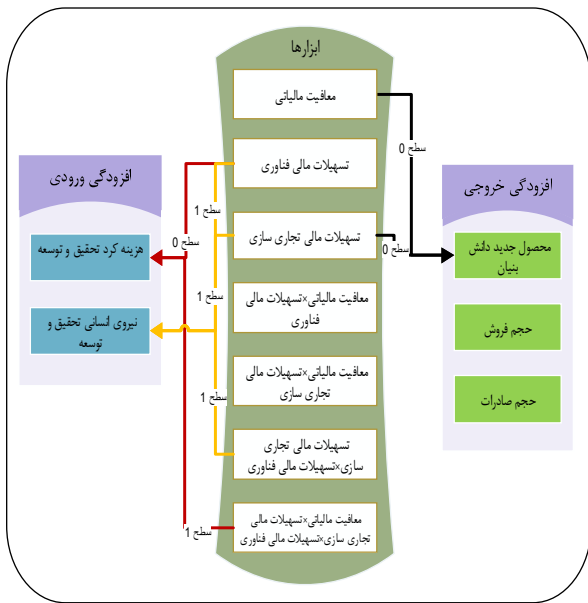 ابزارها
معافیت مالیاتی
تسهیلات مالی فناوری
تسهیلات مالی تجاری سازی
معافیت مالیاتی×تسهیلات مالی
فناوری
معافیت مالیاتی×تسهیلات مالی
تجاری سازی
تسهیلات مالی تجاری
سازی×تسهیلات مالی فناوری
معافیت مالیاتی×تسهیلات مالی
تجاری سازی×تسهیلات مالی فناوری
افزودگی خروجی
محصول جدید دانش
بنیان
حجم فروش
حجم صادرات
افزودگی ورودی
هزینه کرد تحقیق و توسعه
نیروی انسانی تحقیق و
توسعه
سطح 0
سطح 0
سطح 1
سطح 0
سطح 1
سطح 1
سطح 1